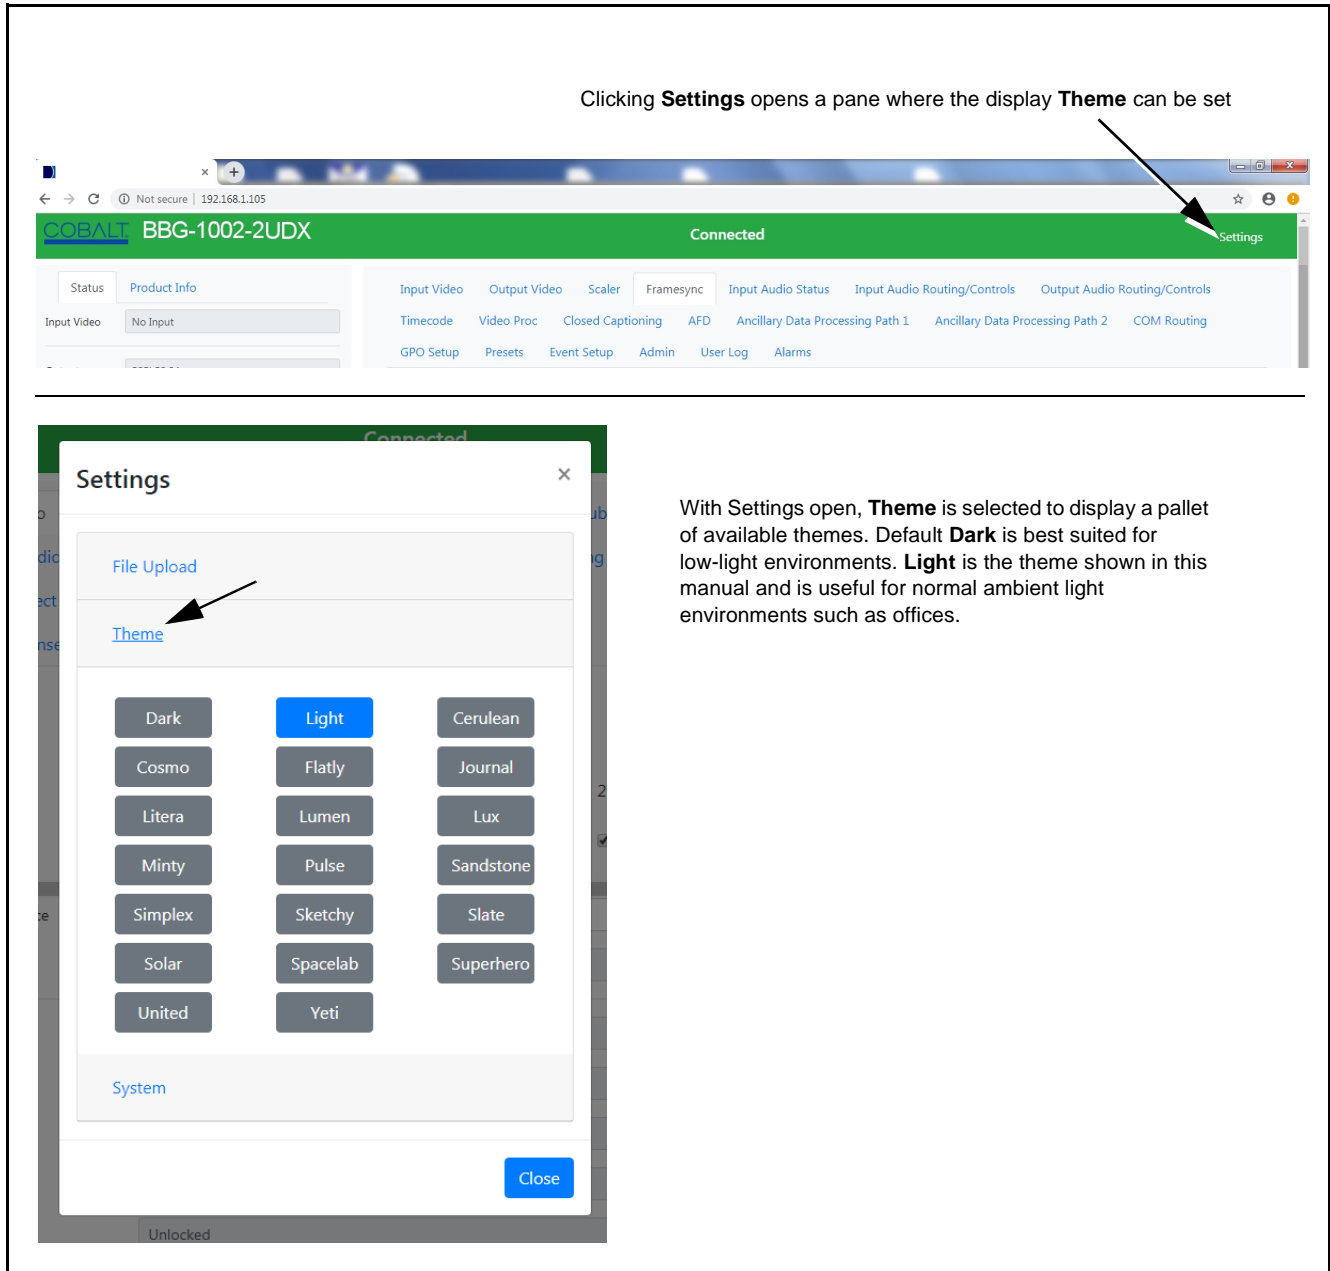 Clicking Settings opens a pane where the display Theme can be set
Not secure | 192.168.1.105
COBALT BBG-1002-2UDX
Connected
Settings
Status Product Info
Input Video No Input
Input Video Output Video Scaler Framesync Input Audio Status Input Audio Routing/Controls Output Audio Routing/Controls
Timecode Video Proc Closed Captioning AFD Ancillary Data Processing Path 1 Ancillary Data Processing Path 2 COM Routing
GPO Setup Presets Event Setup Admin User Log Alarms
Connected
Settings ×
File Upload
Theme
Dark Light Cerulean
Cosmo Flatly Journal
Litera Lumen Lux
Minty Pulse Sandstone
Simplex Sketchy Slate
Solar Spacelab Superhero
United Yeti
System
Close
Unlocked
With Settings open, Theme is selected to display a pallet
of available themes. Default Dark is best suited for
low-light environments. Light is the theme shown in this
manual and is useful for normal ambient light
environments such as offices.